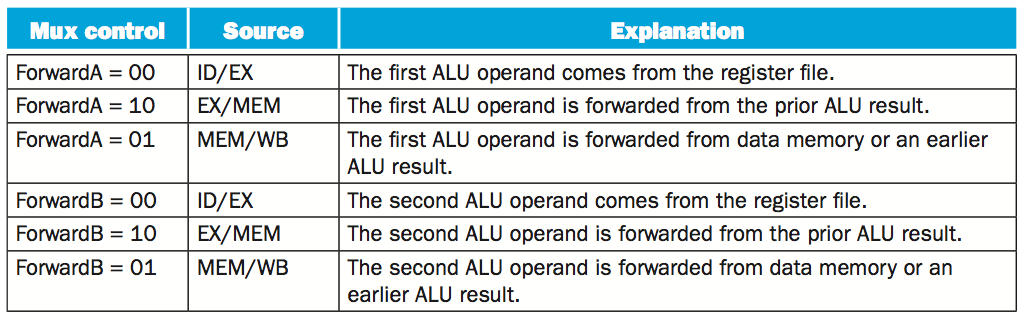 Mux control Source Explanation
ForwardA = 00 ID/EX The first ALU operand comes from the register file.
ForwardA = 10 EX/MEM The first ALU operand is forwarded from the prior ALU result.
ForwardA = 01 MEM/WB The first ALU operand is forwarded from data memory or an earlier
ALU result.
ForwardB = 00 ID/EX The second ALU operand comes from the register file.
ForwardB = 10 EX/MEM The second ALU operand is forwarded from the prior ALU result.
ForwardB = 01 MEM/WB The second ALU operand is forwarded from data memory or an
earlier ALU result.